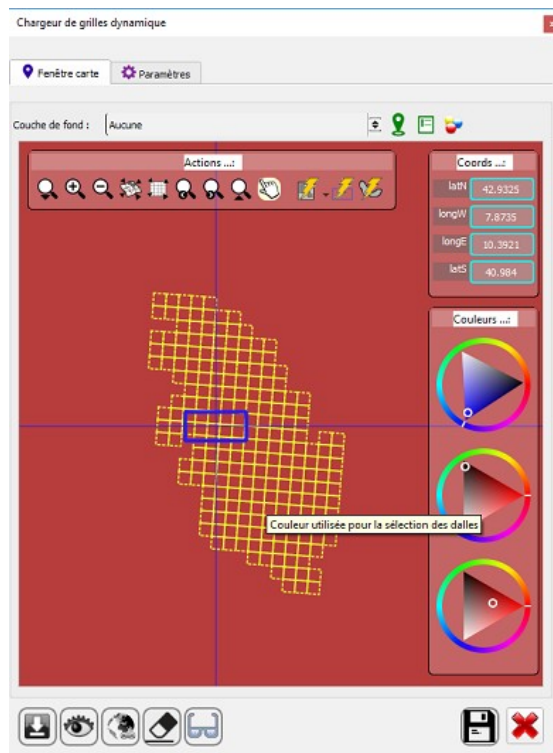 Chargeur de grilles dynamique
Fenêtre carte
Paramètres
Couche de fond :
Aucune
Actions ...:
Coords ...:
latN 42.9325
longW 7.8735
longE 10.3921
latS 40.984
Couleurs ...:
Couleur utilisée pour la sélection des dalles